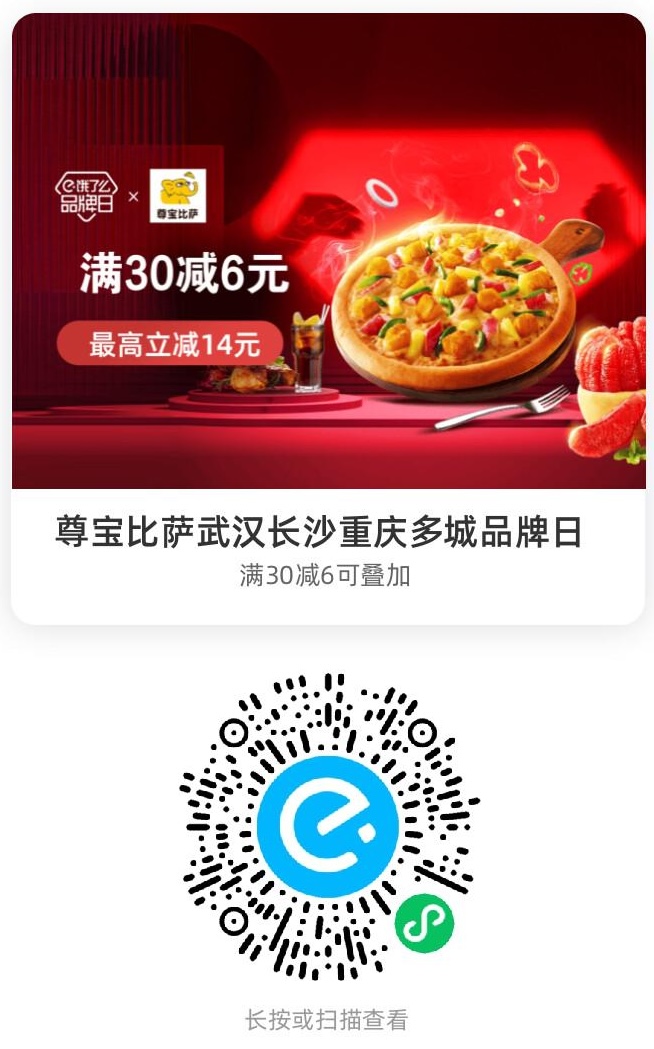 饿了么
品牌日
×
尊宝比萨
满30减6元
最高立减14元
尊宝比萨武汉长沙重庆多城品牌日
满30减6可叠加
长按或扫描查看